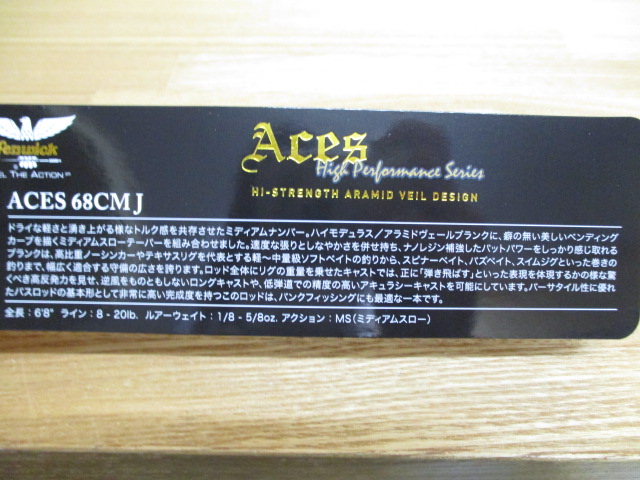 Fenwick
FEEL THE ACTION
Aces
High Performance Series
HI-STRENGTH ARAMID VEIL DESIGN
ACES 68CM J
ドライな軽さと湧き上がる様なトルク感を共存させたミディアムナンバー。ハイモデュラス/アラミドヴェールブランクに、癖の無い美しいベンディング
カーブを描くミディアムスローテーパーを組み合わせました。適度な張りとしなやかさを併せ持ち、ナノレジン補強したバットパワーをしっかり感じ取れる
ブランクは、高比重ノーシンカーやテキサスリグを代表とする軽〜中量級ソフトベイトの釣りから、スピナーベイト、バズベイト、スイムジグといった巻きの
釣りまで、幅広く適合する守備の広さを誇ります。ロッド全体にリグの重量を乗せたキャストでは、正に「弾き飛ばす」といった表現を体現するかの様な驚
くべき高反発力を見せ、逆風をものともしないロングキャストや、低弾道での精度の高いアキュラシーキャストを可能にしています。バーサタイル性に優れ
たバスロッドの基本形として非常に高い完成度を持つこのロッドは、バンクフィッシングにも最適な一本です。
全長：6'8" ライン：8 - 20lb. ルアーウェイト：1/8 - 5/8oz. アクション：MS（ミディアムスロー）